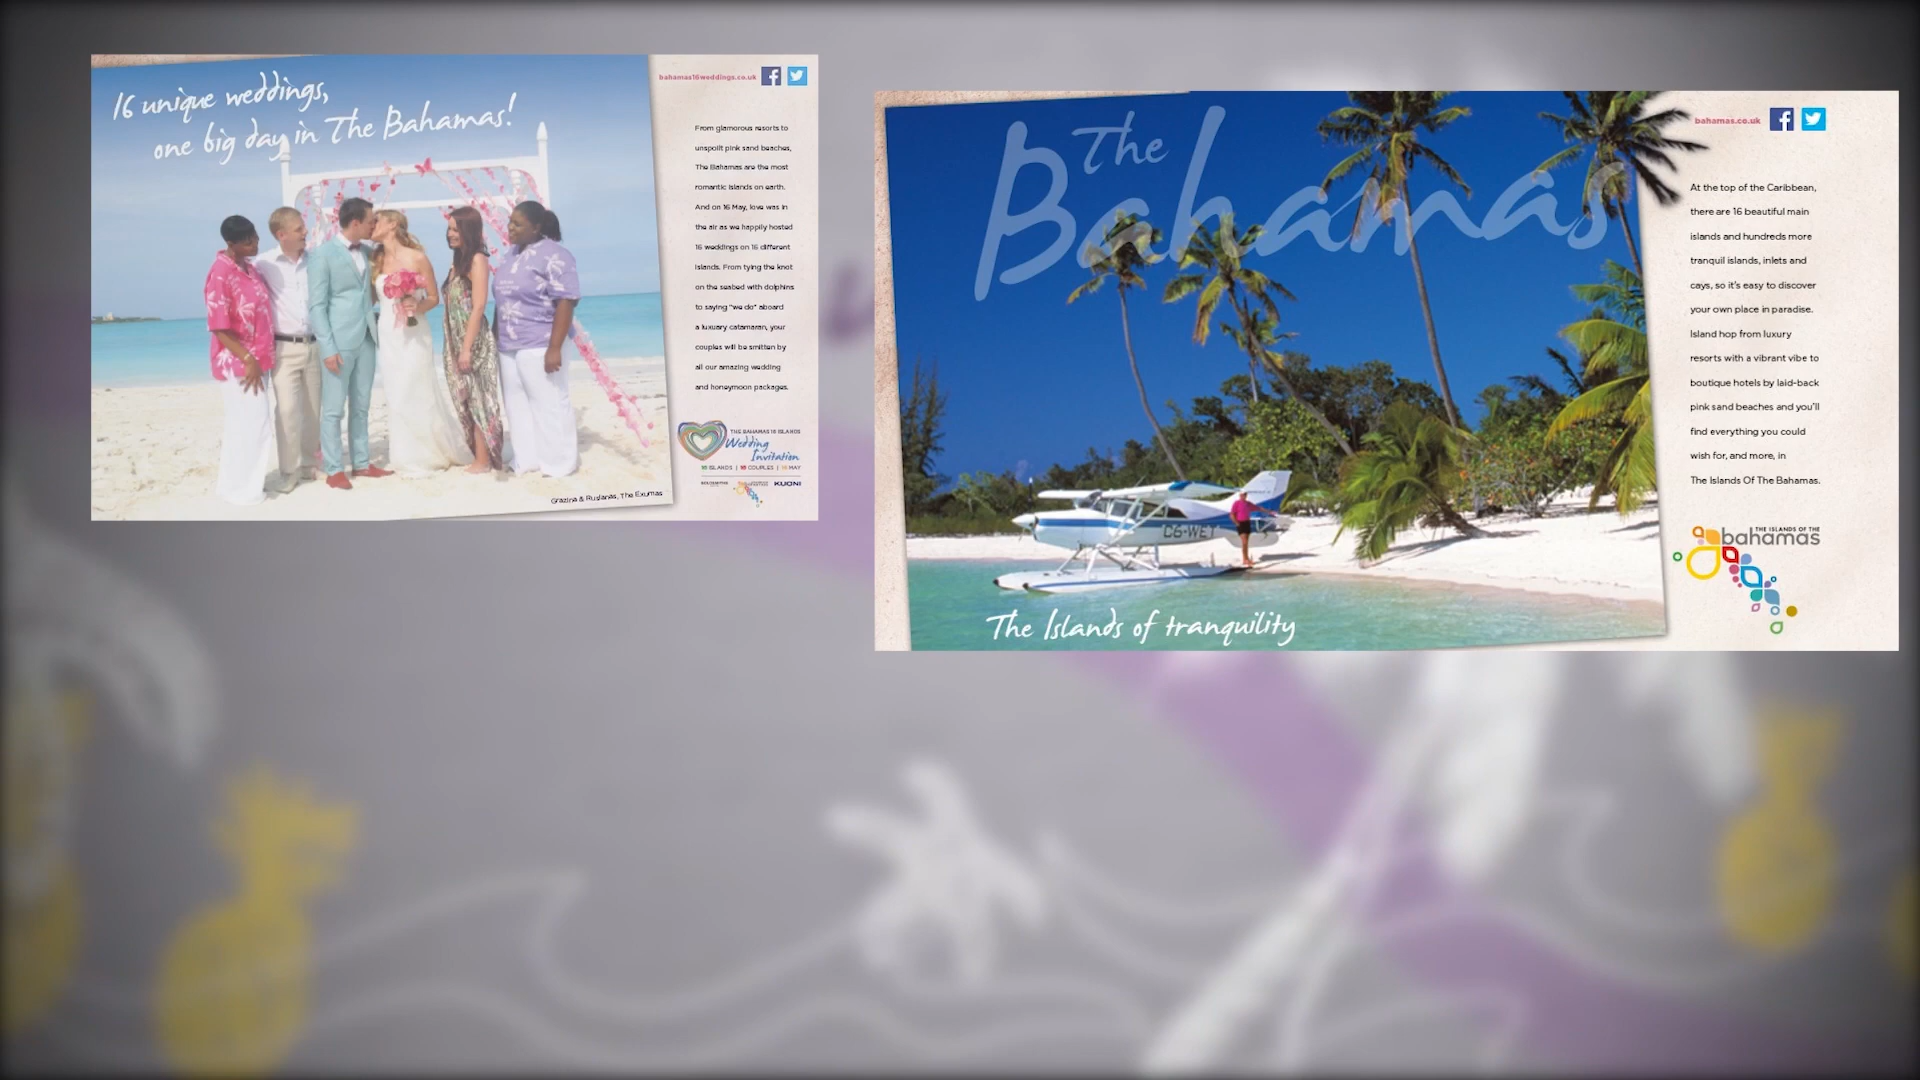 16 unique weddings,
one big day in The Bahamas!
bahamas16weddings.co.uk
From glamorous resorts to
unspoilt pink sand beaches,
The Bahamas are the most
romantic islands on earth.
And on 16 May, love was in
the air as we happily hosted
16 weddings on 16 different
islands. From tying the knot
on the seabed with dolphins
to saying "we do" aboard
a luxuary catamaran, your
couples will be smitten by
all our amazing wedding
and honeymoon packages.
THE BAHAMAS 16 ISLANDS
Wedding
Invitation
16 ISLANDS | 16 COUPLES | 16 MAY
KUONI
Grazina & Ruslanas, The Exumas
The
Bahamas
C6-WET
The Islands of tranquility
bahamas.co.uk
At the top of the Caribbean,
there are 16 beautiful main
islands and hundreds more
tranquil islands, inlets and
cays, so it's easy to discover
your own place in paradise.
Island hop from luxury
resorts with a vibrant vibe to
boutique hotels by laid-back
pink sand beaches and you'll
find everything you could
wish for, and more, in
The Islands Of The Bahamas.
THE ISLANDS OF THE
bahamas